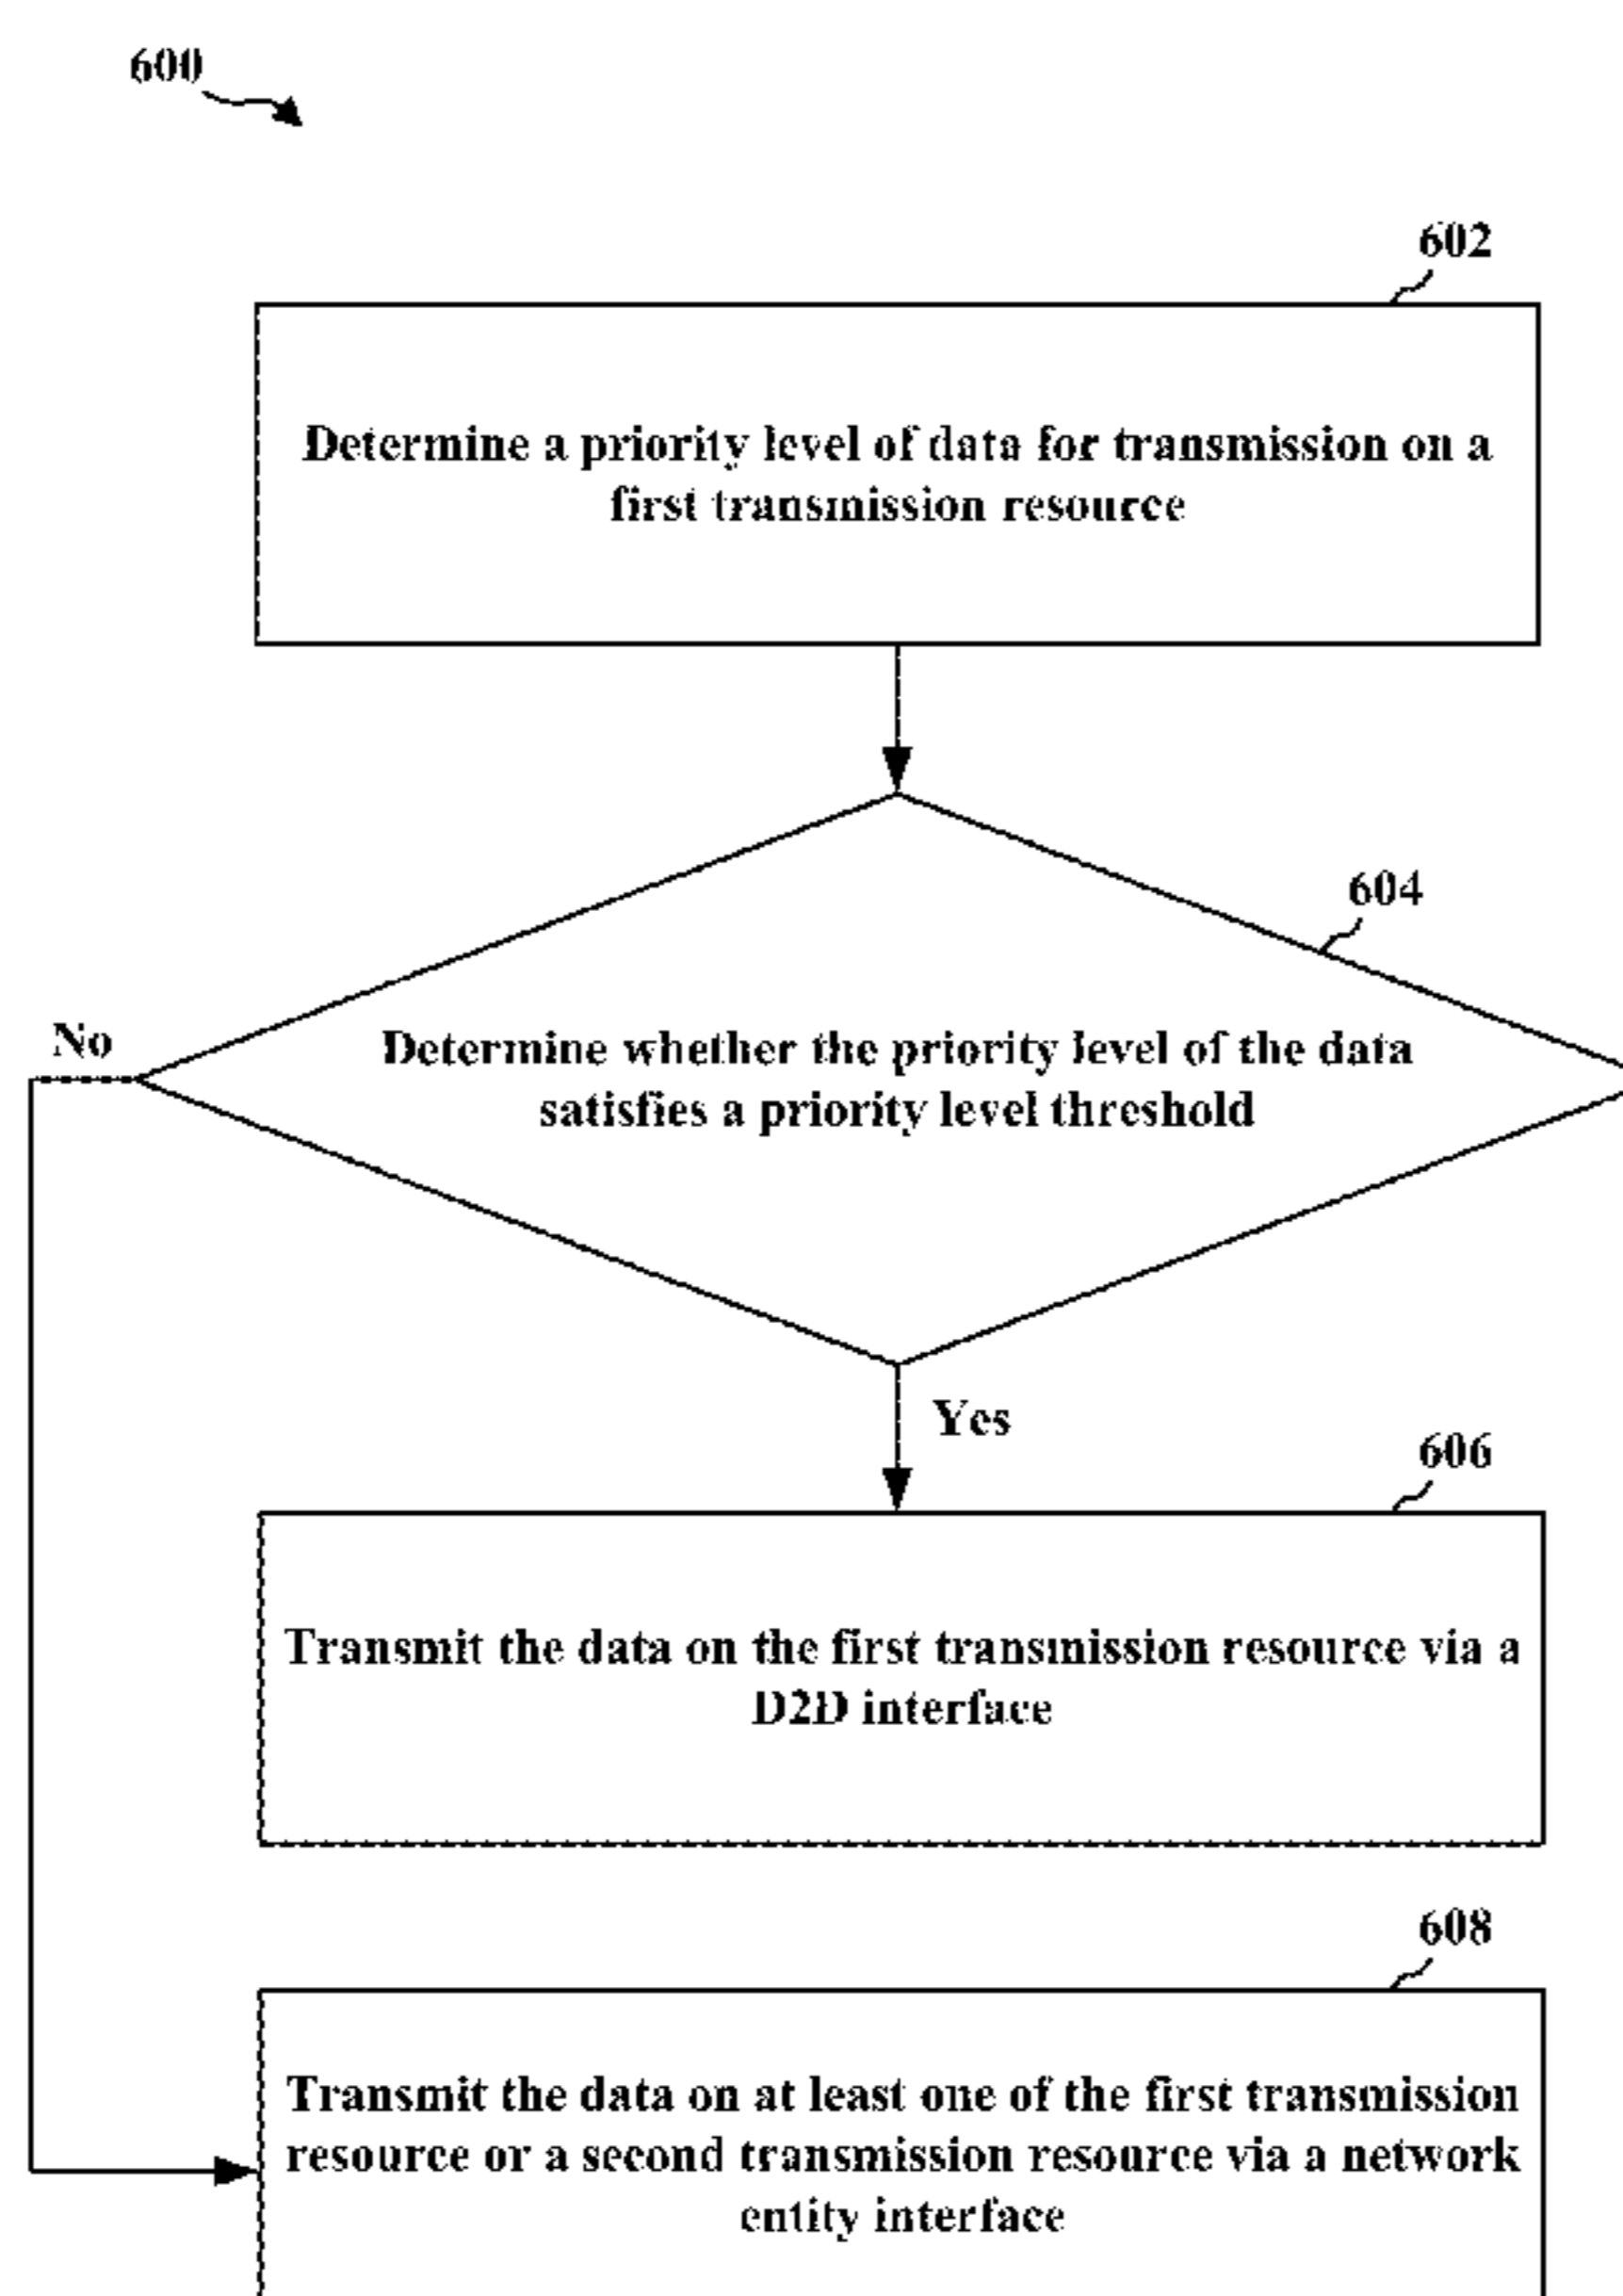 600
602
Determine a priority level of data for transmission on a
first transmission resource
604
No
Determine whether the priority level of the data
satisfies a priority level threshold
Yes
606
Transmit the data on the first transmission resource via a
D2D interface
608
Transmit the data on at least one of the first transmission
resource or a second transmission resource via a network
entity interface